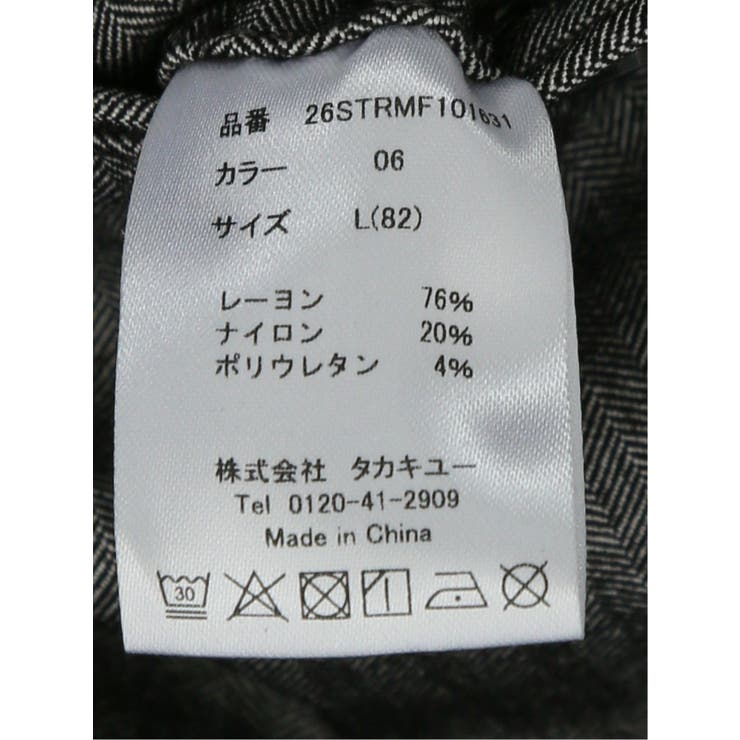 品番 26STRMF101631
カラー 06
サイズ L(82)
レーヨン 76%
ナイロン 20%
ポリウレタン 4%
株式会社 タカキユー
Tel 0120-41-2909
Made in China
30